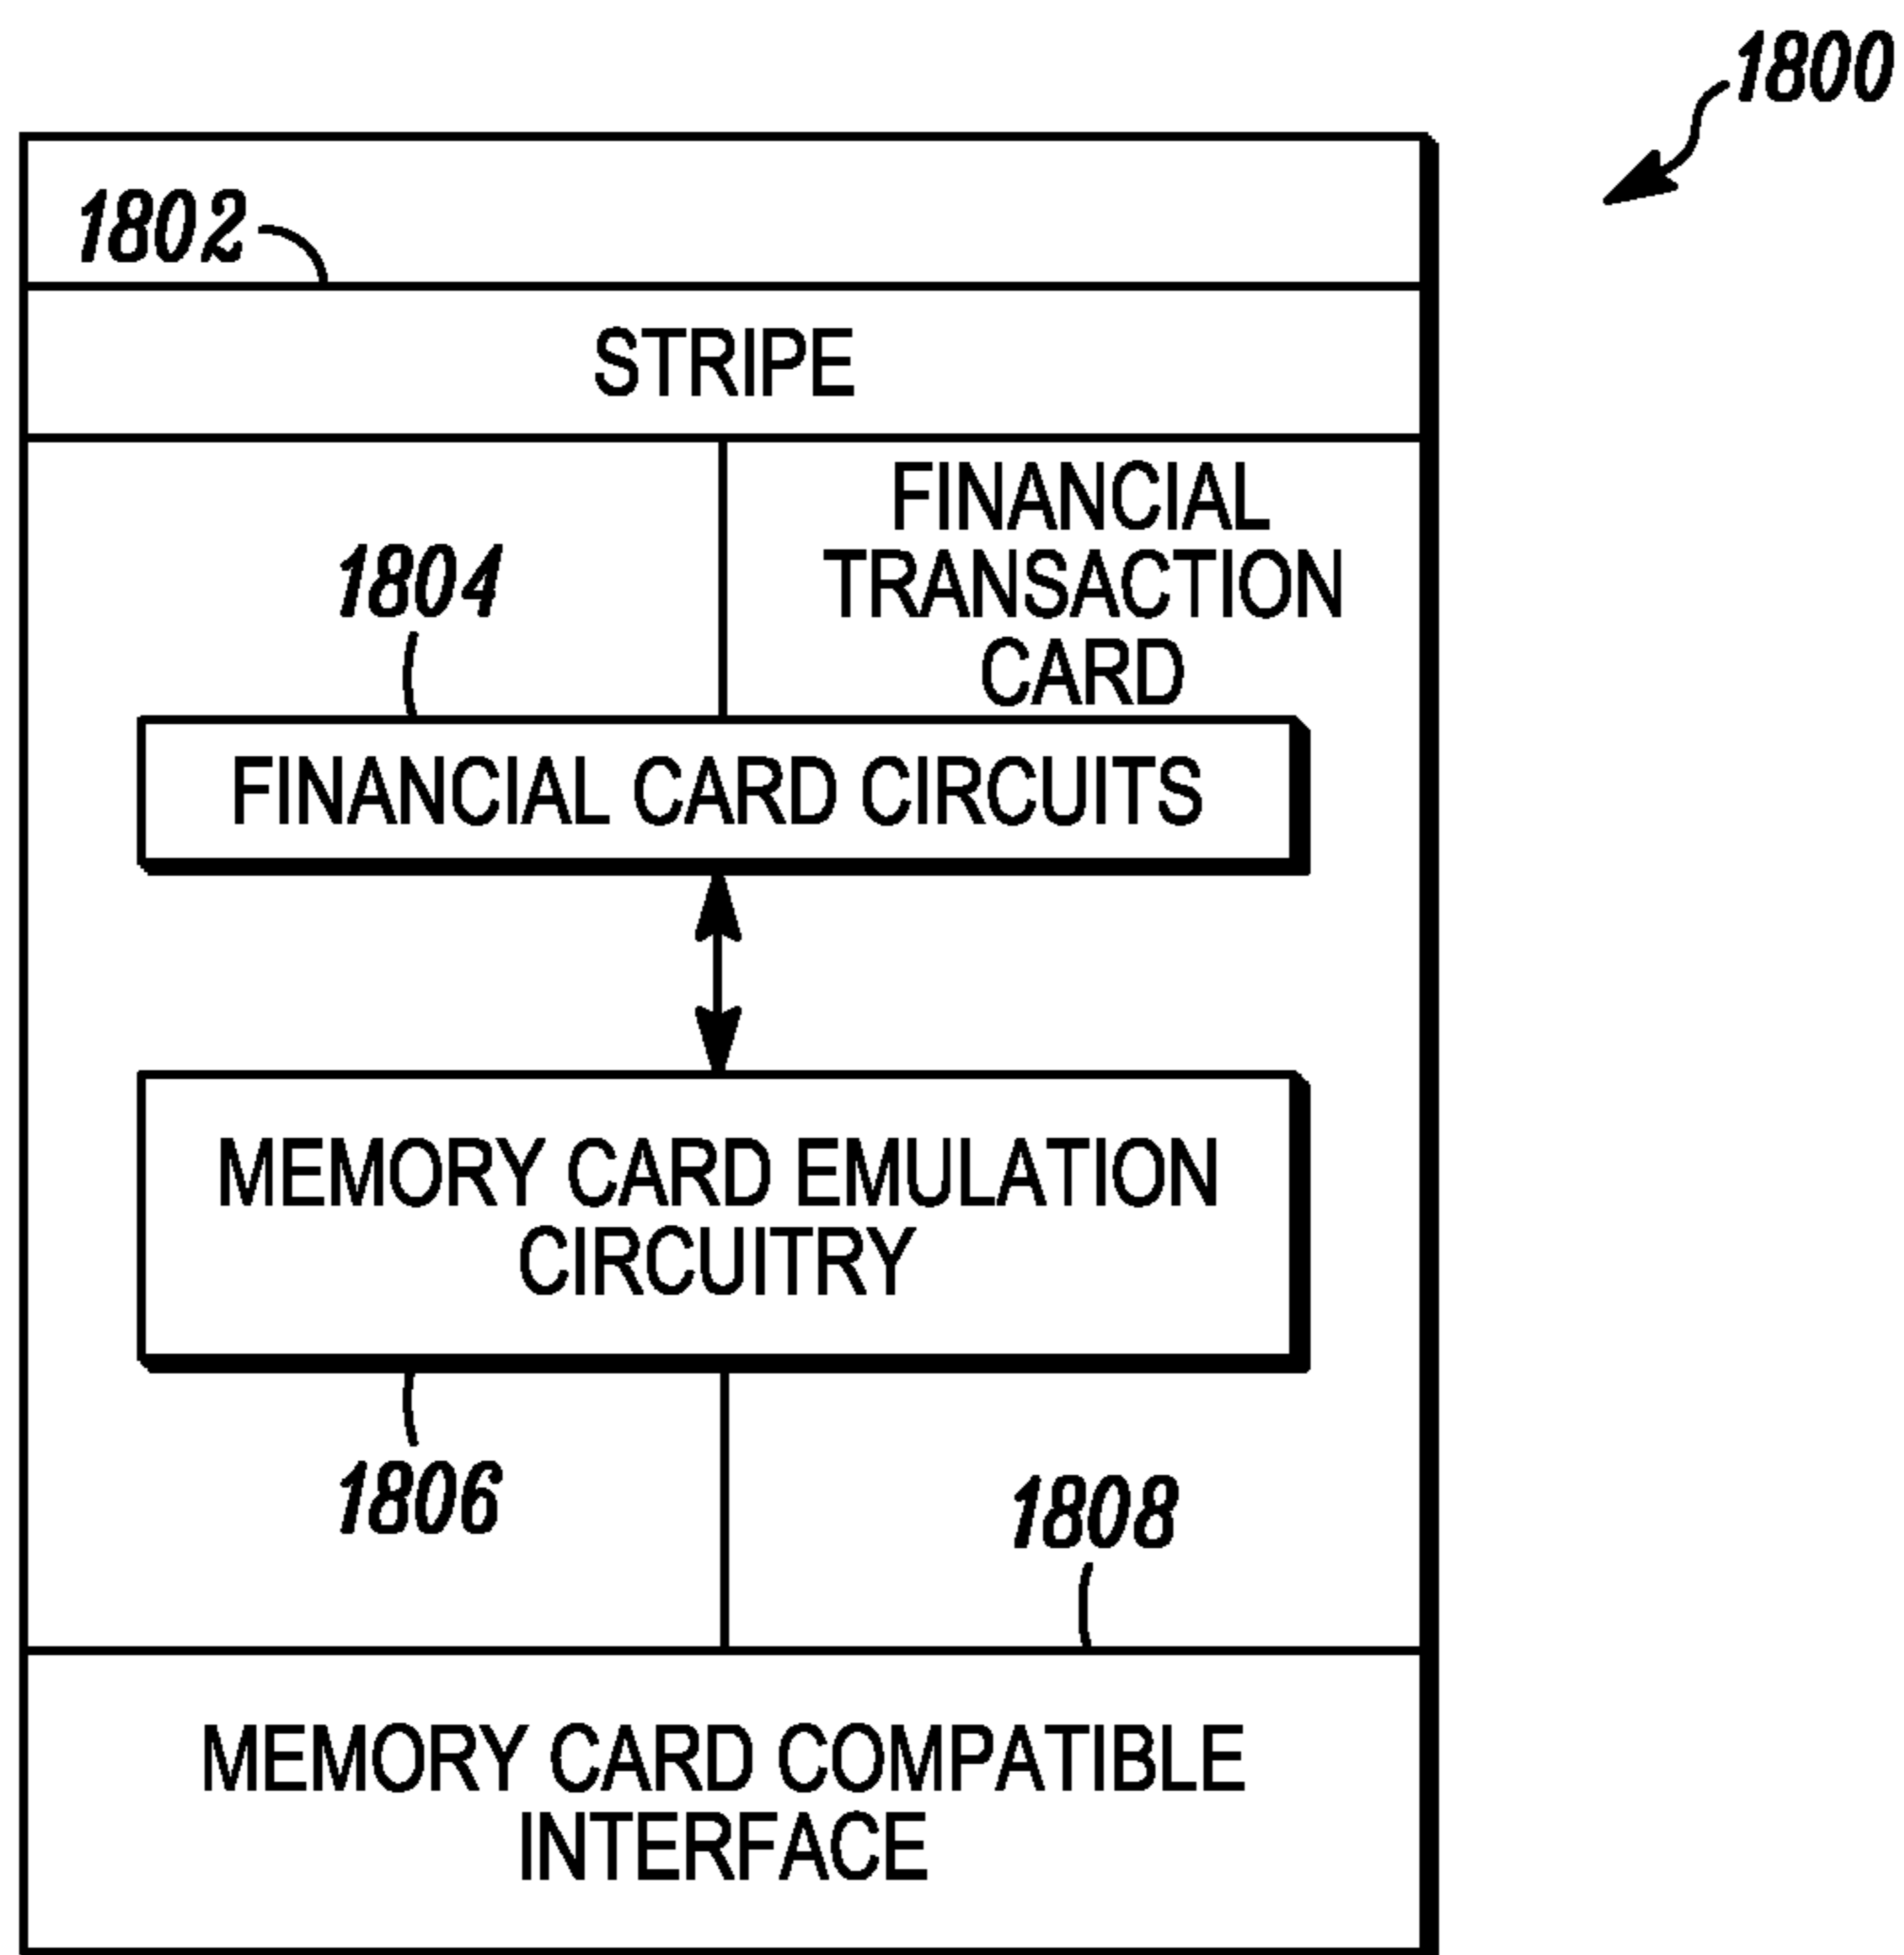 1800
1802
STRIPE
FINANCIAL
TRANSACTION
CARD
1804
FINANCIAL CARD CIRCUITS
MEMORY CARD EMULATION
CIRCUITRY
1806
1808
MEMORY CARD COMPATIBLE
INTERFACE